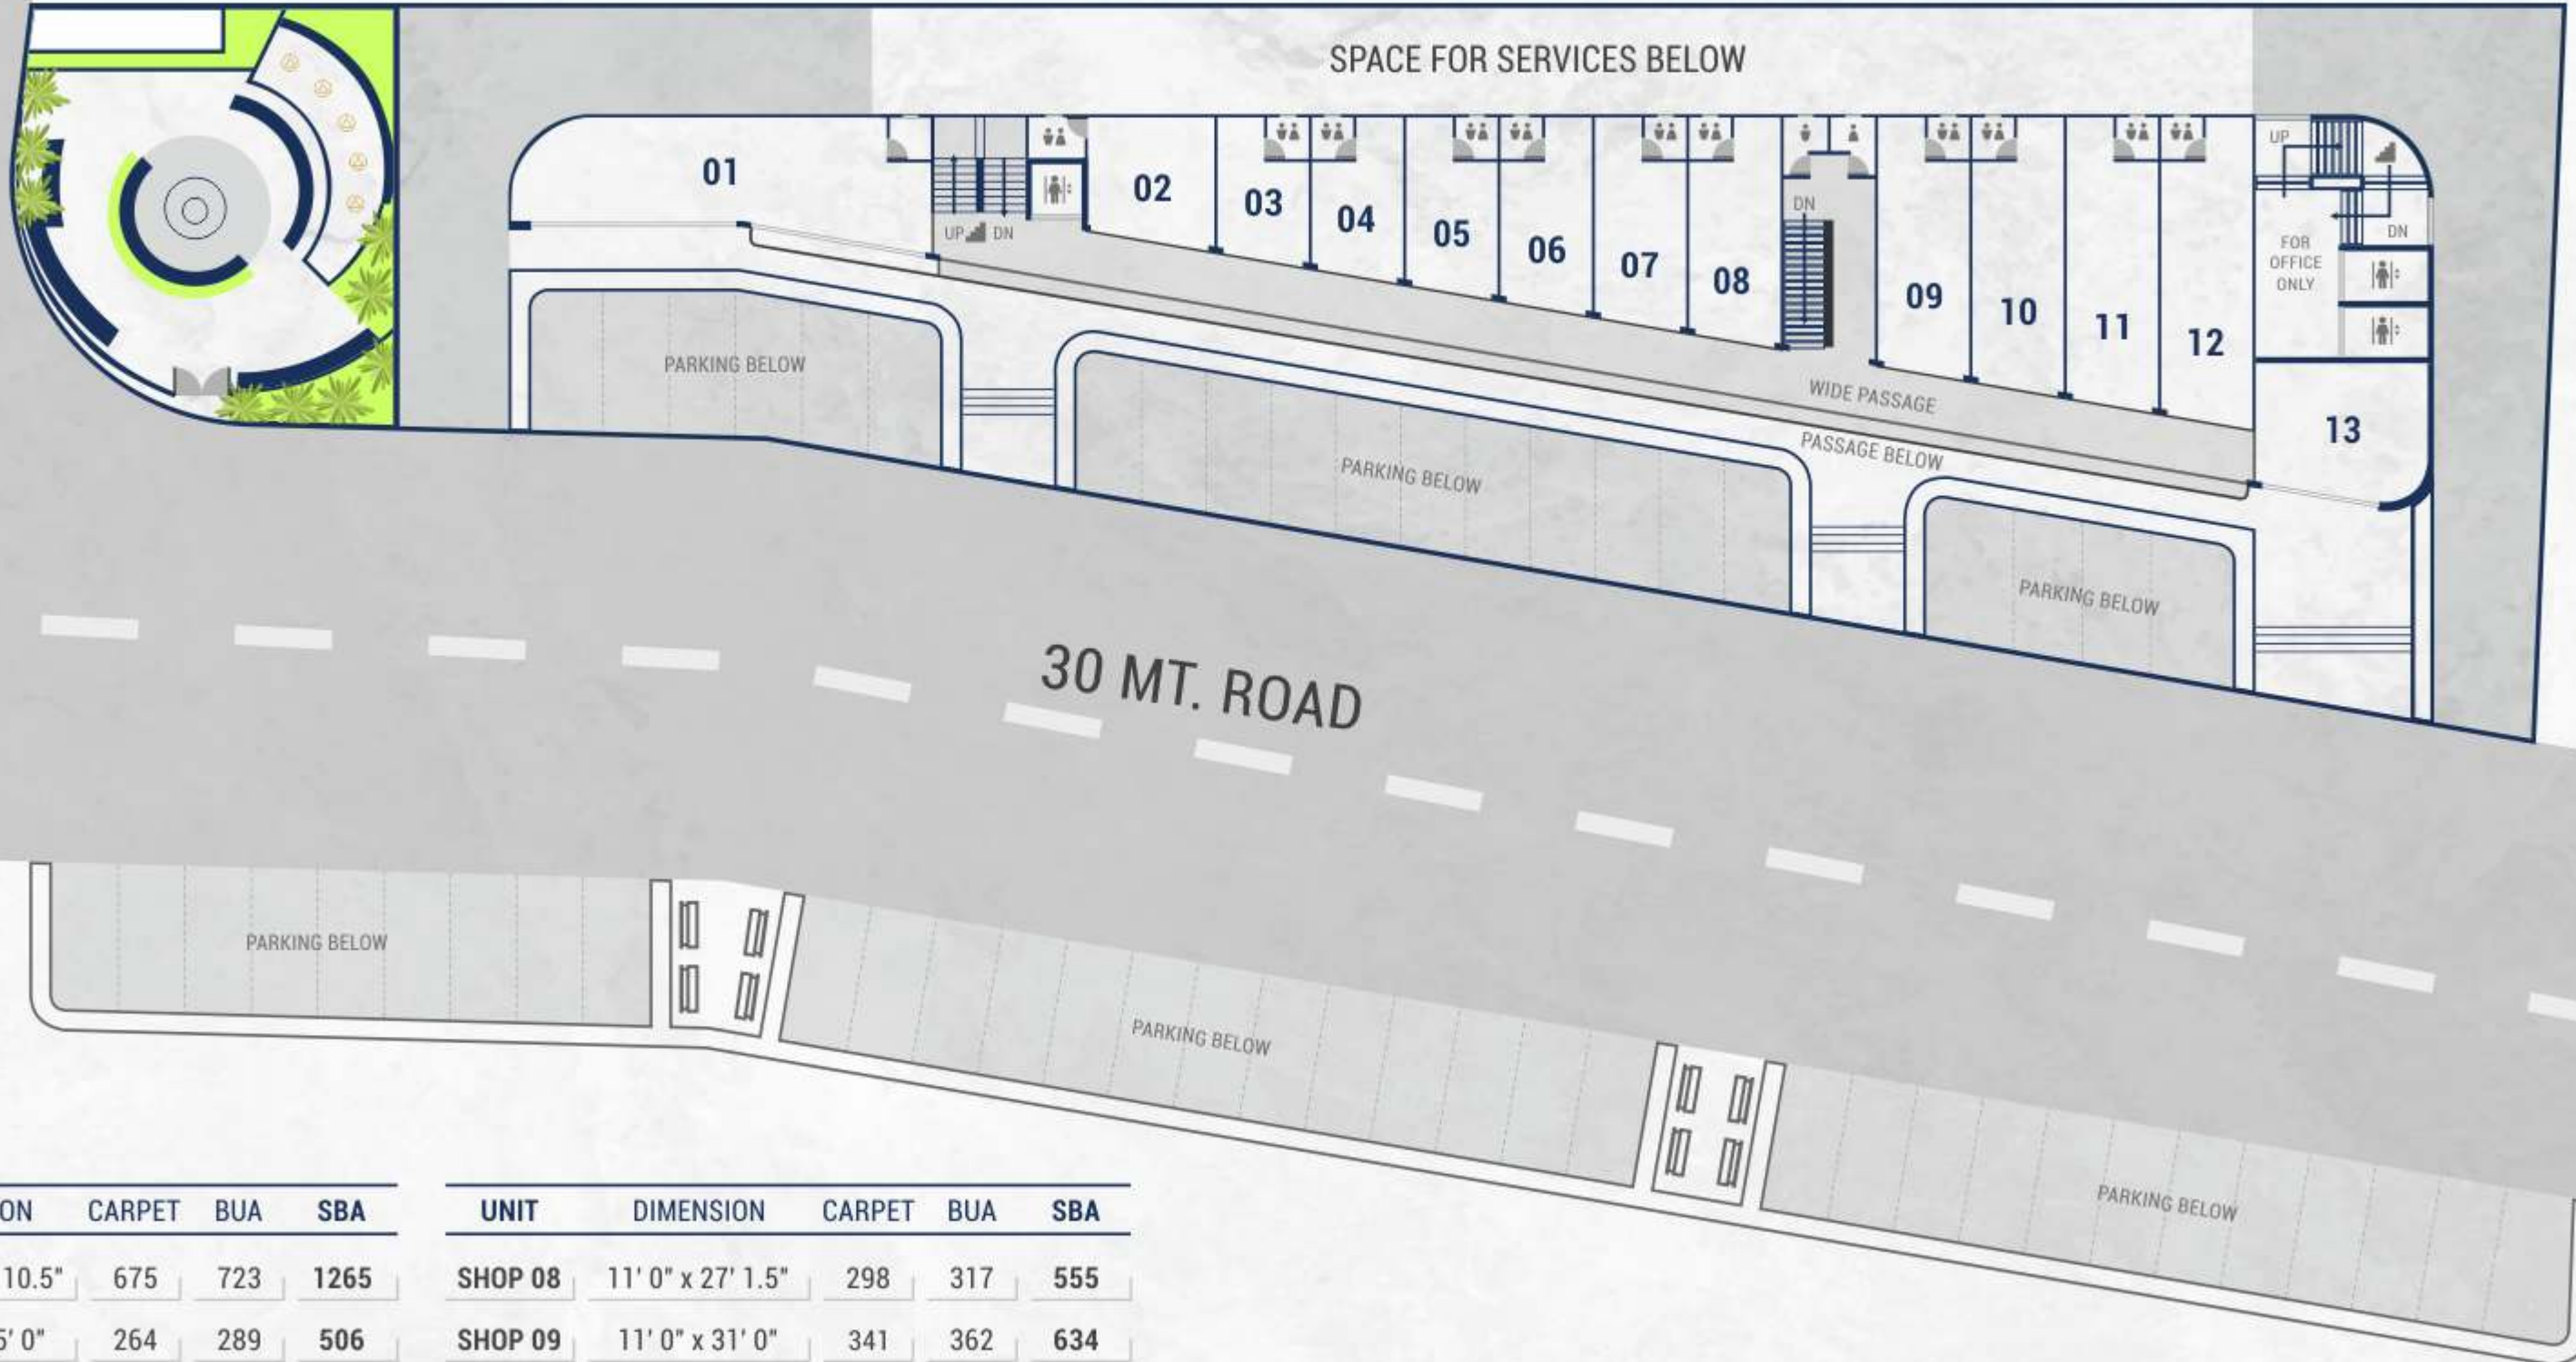 SPACE FOR SERVICES BELOW
01
02
03
04
05
06
07
08
09
10
11
12
13
UP DN
DN
UP
DN
FOR
OFFICE
ONLY
WIDE PASSAGE
PASSAGE BELOW
PARKING BELOW
PARKING BELOW
PARKING BELOW
30 MT. ROAD
PARKING BELOW
PARKING BELOW
PARKING BELOW
ON CARPET BUA SBA
10.5" 675 723 1265
5' 0" 264 289 506
UNIT DIMENSION CARPET BUA SBA
SHOP 08 11' 0" x 27' 1.5" 298 317 555
SHOP 09 11' 0" x 31' 0" 341 362 634